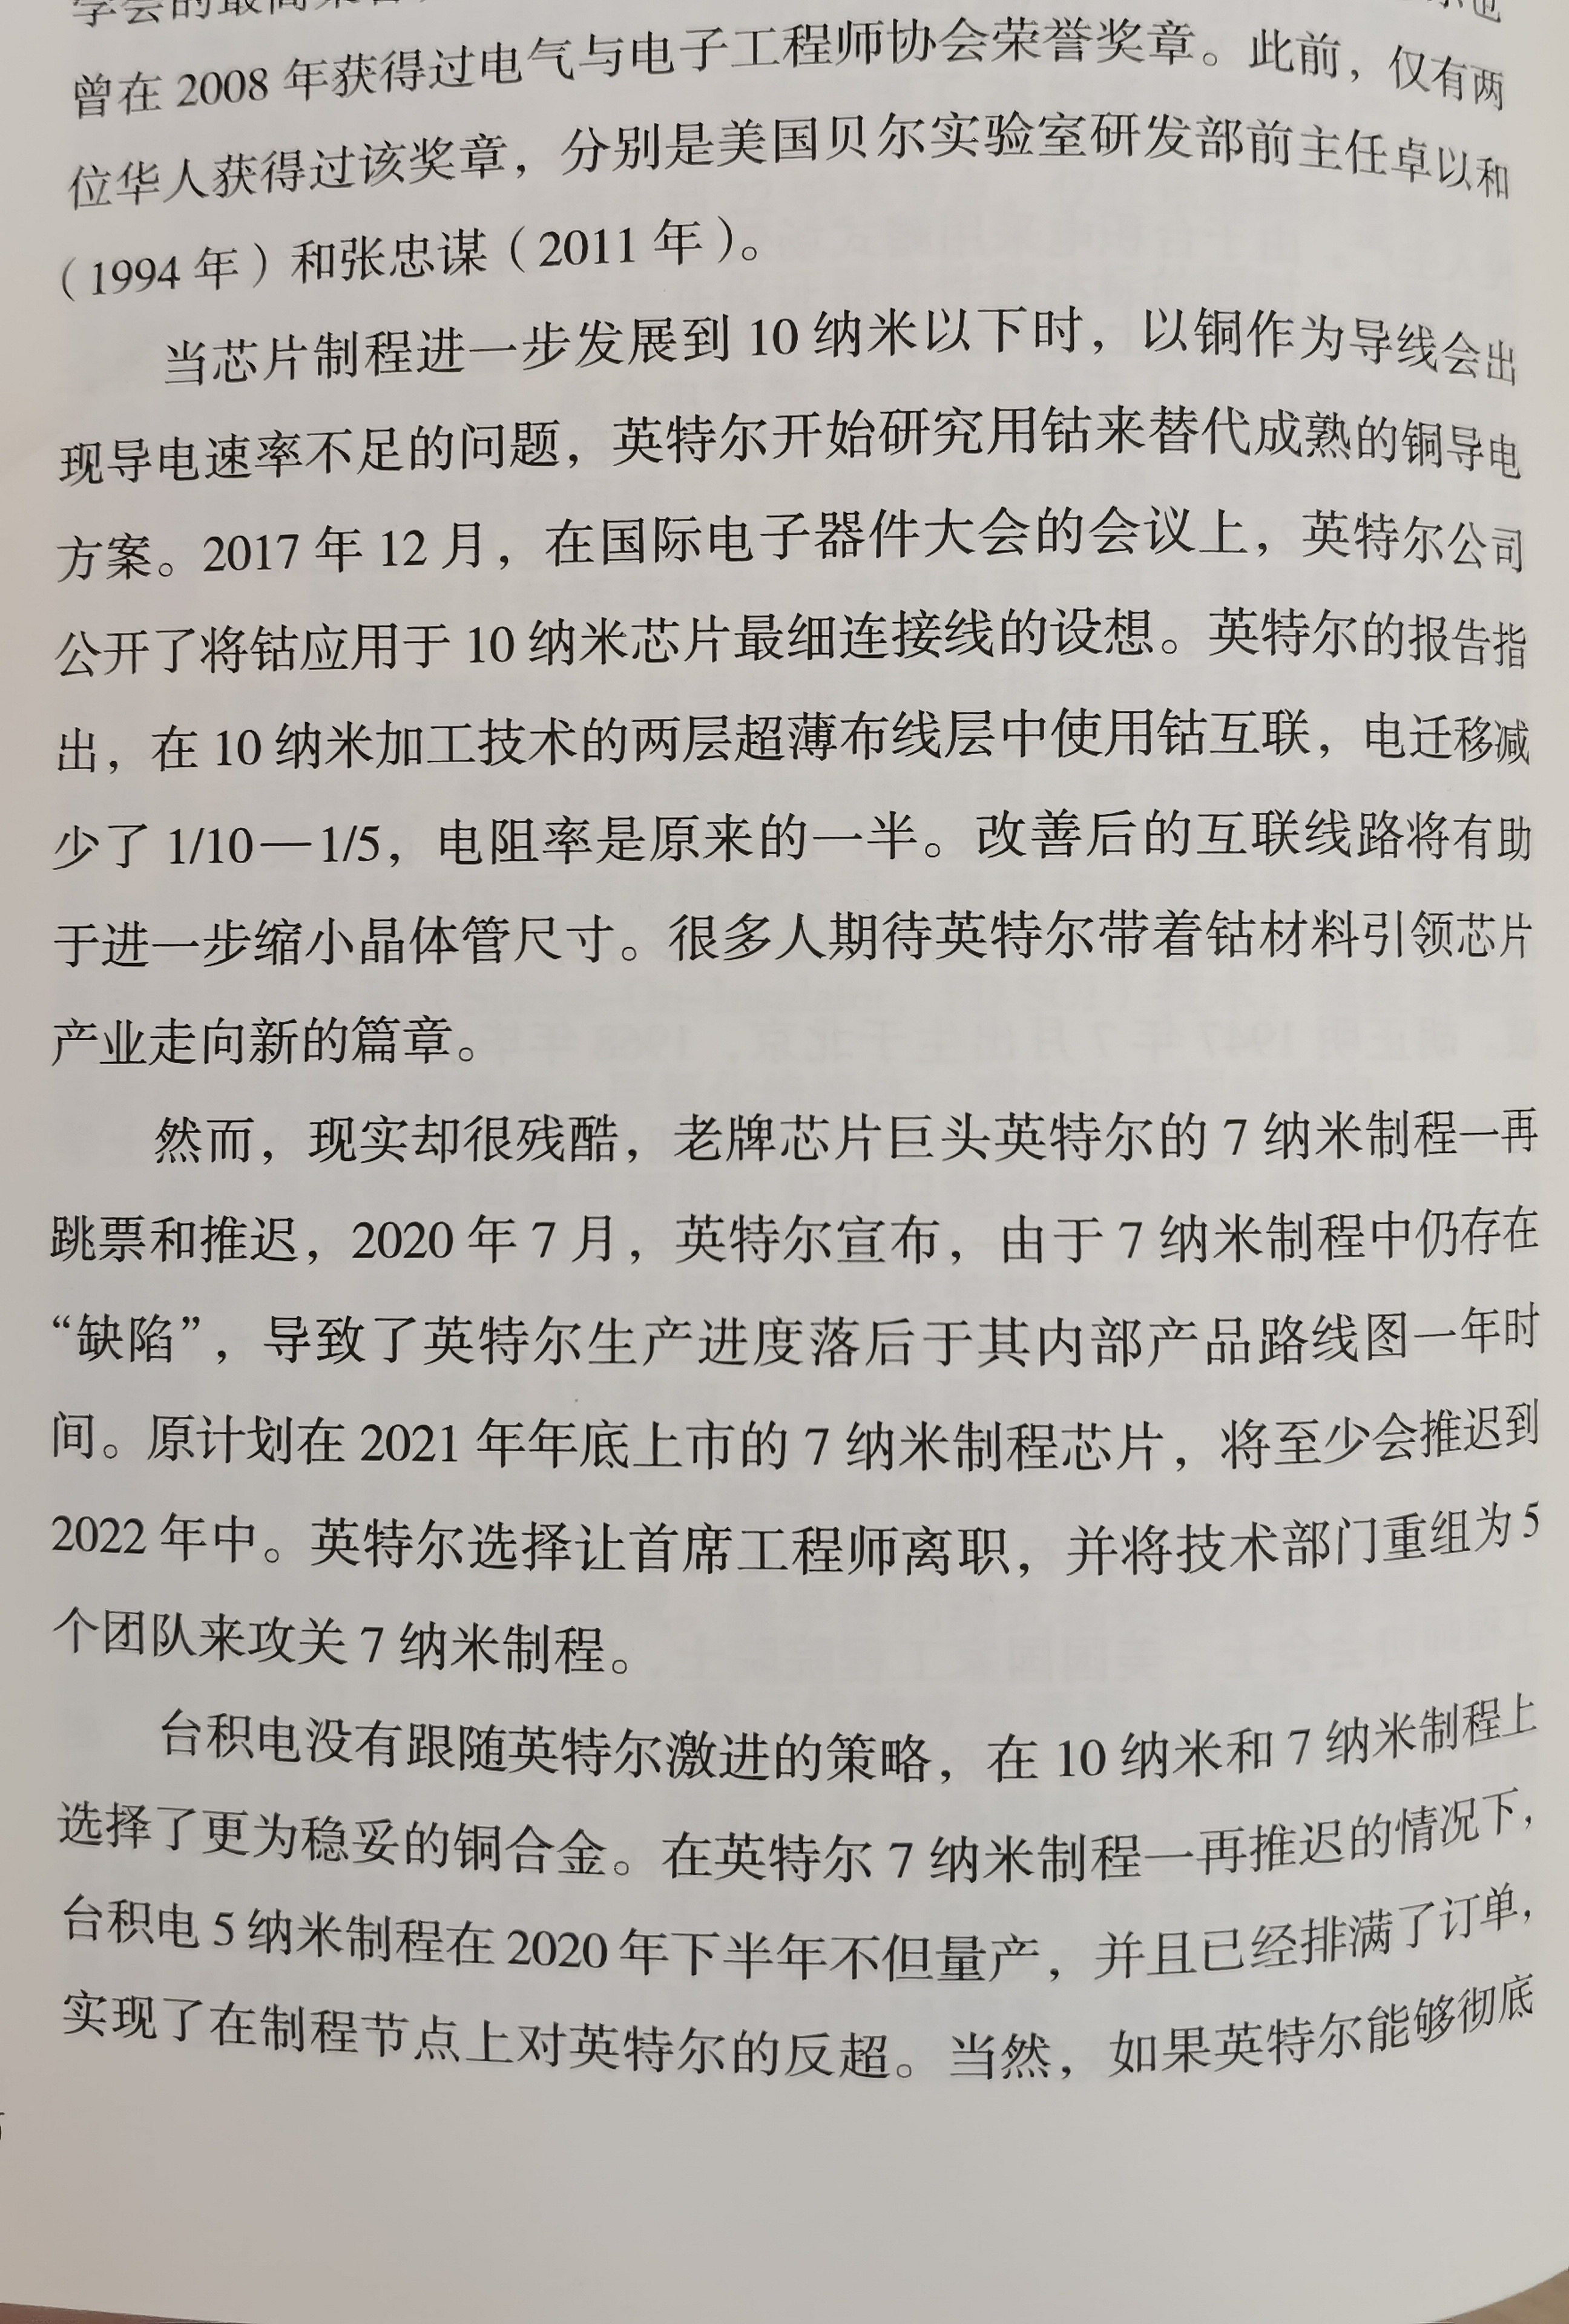 学会的最高荣
曾在 2008 年获得过电气与电子工程师协会荣誉奖章。此前，仅有两
位华人获得过该奖章，分别是美国贝尔实验室研发部前主任卓以和
（1994 年）和张忠谋（2011 年）。
当芯片制程进一步发展到 10 纳米以下时，以铜作为导线会出
现导电速率不足的问题，英特尔开始研究用钴来替代成熟的铜导电
方案。2017 年 12 月，在国际电子器件大会的会议上，英特尔公司
公开了将钴应用于 10 纳米芯片最细连接线的设想。英特尔的报告指
出，在 10 纳米加工技术的两层超薄布线层中使用钴互联，电迁移减
少了 1/10—1/5，电阻率是原来的一半。改善后的互联线路将有助
于进一步缩小晶体管尺寸。很多人期待英特尔带着钴材料引领芯片
产业走向新的篇章。
然而，现实却很残酷，老牌芯片巨头英特尔的 7 纳米制程一再
跳票和推迟，2020 年 7 月，英特尔宣布，由于 7 纳米制程中仍存在
“缺陷”，导致了英特尔生产进度落后于其内部产品路线图一年时
间。原计划在 2021 年年底上市的 7 纳米制程芯片，将至少会推迟到
2022 年中。英特尔选择让首席工程师离职，并将技术部门重组为 5
个团队来攻关 7 纳米制程。
台积电没有跟随英特尔激进的策略，在 10 纳米和 7 纳米制程上
选择了更为稳妥的铜合金。在英特尔 7 纳米制程一再推迟的情况下，
台积电 5 纳米制程在 2020 年下半年不但量产，并且已经排满了订单，
实现了在制程节点上对英特尔的反超。当然，如果英特尔能够彻底